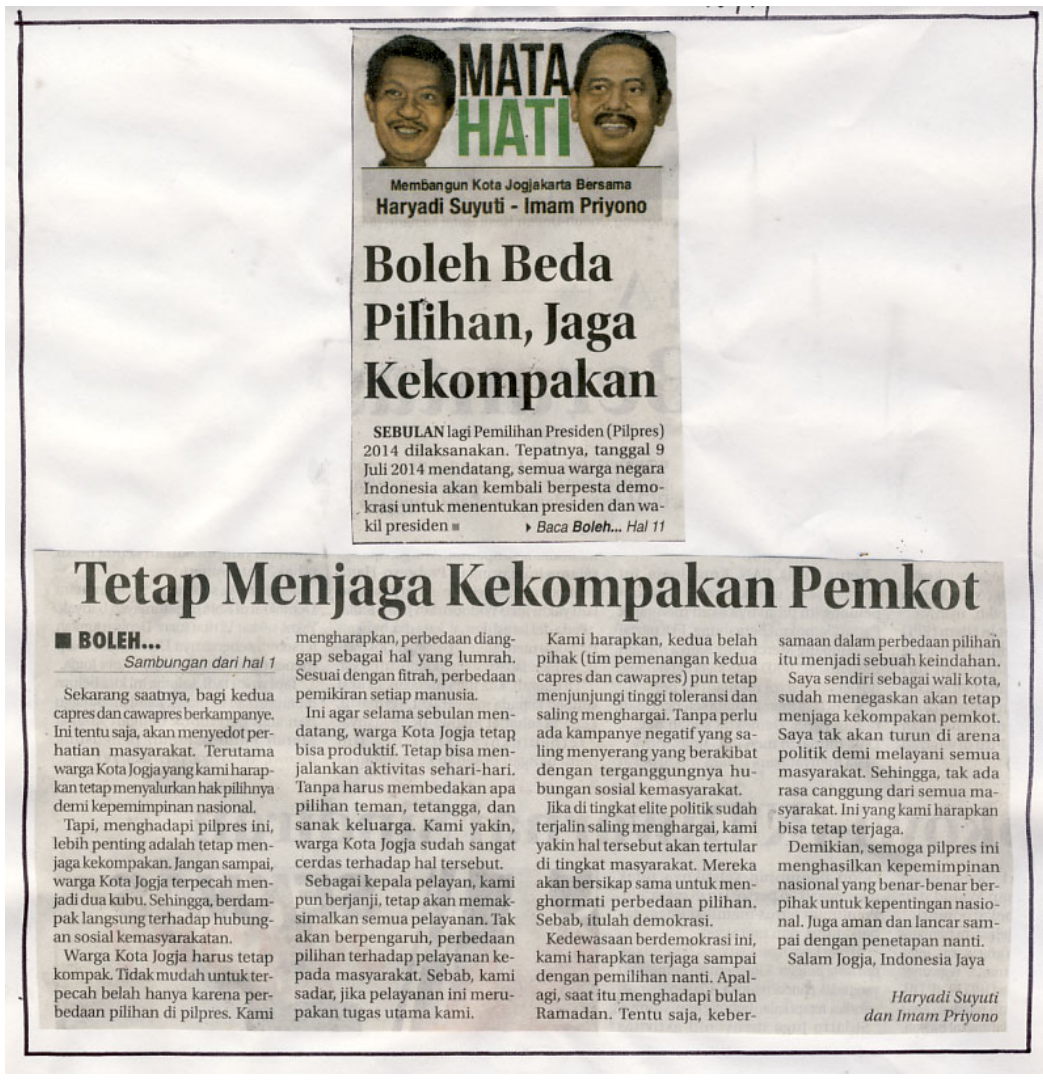 MATA
HATI
Membangun Kota Jogjakarta Bersama
Haryadi Suyuti - Imam Priyono
Boleh Beda
Pilihan, Jaga
Kekompakan
SEBULAN lagi Pemilihan Presiden (Pilpres)
2014 dilaksanakan. Tepatnya, tanggal 9
Juli 2014 mendatang, semua warga negara
Indonesia akan kembali berpesta demo-
krasi untuk menentukan presiden dan wa-
kil presiden ■ ▸ Baca Boleh... Hal 11
Tetap Menjaga Kekompakan Pemkot
■ BOLEH...
Sambungan dari hal 1
Sekarang saatnya, bagi kedua
capres dan cawapres berkampanye.
Ini tentu saja, akan menyedot per-
hatian masyarakat. Terutama
warga Kota Jogja yang kami harap-
kan tetap menyalurkan hak pilihnya
demi kepemimpinan nasional.
Tapi, menghadapi pilpres ini,
lebih penting adalah tetap men-
jaga kekompakan. Jangan sampai,
warga Kota Jogja terpecah men-
jadi dua kubu. Sehingga, berdam-
pak langsung terhadap hubung-
an sosial kemasyarakatan.
Warga Kota Jogja harus tetap
kompak. Tidak mudah untuk ter-
pecah belah hanya karena per-
bedaan pilihan di pilpres. Kami
mengharapkan, perbedaan diang-
gap sebagai hal yang lumrah.
Sesuai dengan fitrah, perbedaan
pemikiran setiap manusia.
Ini agar selama sebulan men-
datang, warga Kota Jogja tetap
bisa produktif. Tetap bisa men-
jalankan aktivitas sehari-hari.
Tanpa harus membedakan apa
pilihan teman, tetangga, dan
sanak keluarga. Kami yakin,
warga Kota Jogja sudah sangat
cerdas terhadap hal tersebut.
Sebagai kepala pelayan, kami
pun berjanji, tetap akan memak-
simalkan semua pelayanan. Tak
akan berpengaruh, perbedaan
pilihan terhadap pelayanan ke-
pada masyarakat. Sebab, kami
sadar, jika pelayanan ini meru-
pakan tugas utama kami.
Kami harapkan, kedua belah
pihak (tim pemenangan kedua
capres dan cawapres) pun tetap
menjunjungi tinggi toleransi dan
saling menghargai. Tanpa perlu
ada kampanye negatif yang sa-
ling menyerang yang berakibat
dengan terganggungnya hu-
bungan sosial kemasyarakat.
Jika di tingkat elite politik sudah
terjalin saling menghargai, kami
yakin hal tersebut akan tertular
di tingkat masyarakat. Mereka
akan bersikap sama untuk men-
ghormati perbedaan pilihan.
Sebab, itulah demokrasi.
Kedewasaan berdemokrasi ini,
kami harapkan terjaga sampai
dengan pemilihan nanti. Apal-
agi, saat itu menghadapi bulan
Ramadan. Tentu saja, keber-
samaan dalam perbedaan pilihan
itu menjadi sebuah keindahan.
Saya sendiri sebagai wali kota,
sudah menegaskan akan tetap
menjaga kekompakan pemkot.
Saya tak akan turun di arena
politik demi melayani semua
masyarakat. Sehingga, tak ada
rasa canggung dari semua ma-
syarakat. Ini yang kami harapkan
bisa tetap terjaga.
Demikian, semoga pilpres ini
menghasilkan kepemimpinan
nasional yang benar-benar ber-
pihak untuk kepentingan nasio-
nal. Juga aman dan lancar sam-
pai dengan penetapan nanti.
Salam Jogja, Indonesia Jaya
Haryadi Suyuti
dan Imam Priyono